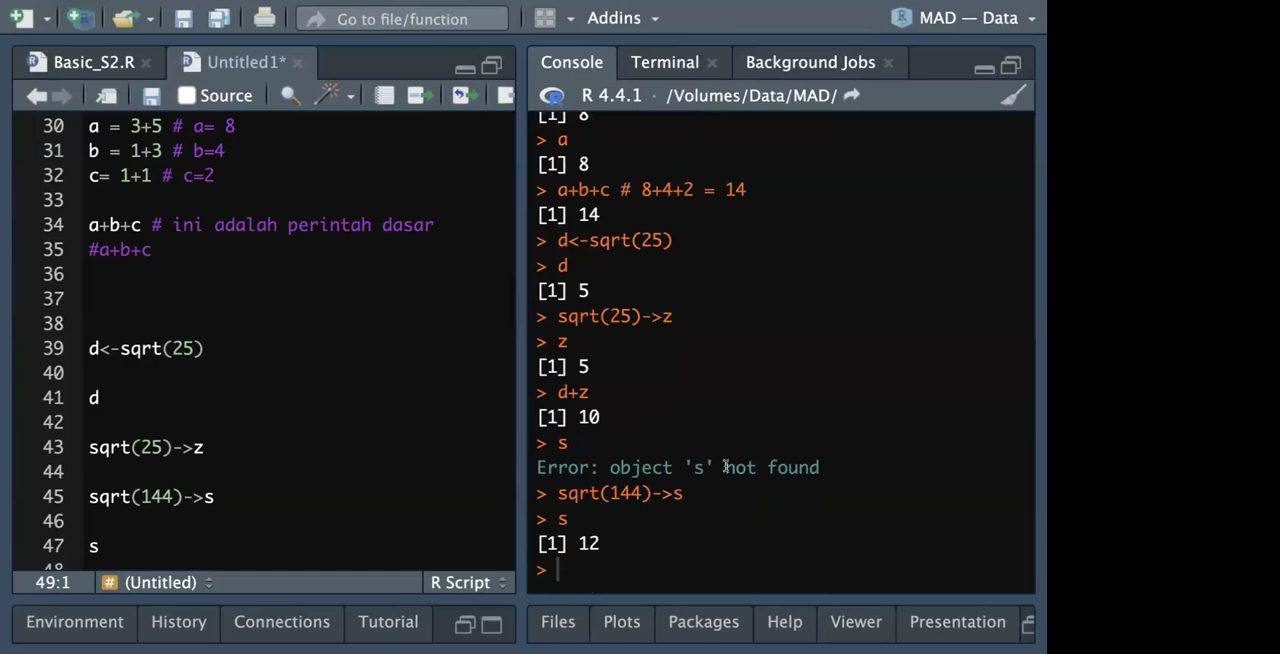 Go to file/function
Addins
MAD — Data
Basic_S2.R
Untitled1*
Source
30 a = 3+5 # a= 8
31 b = 1+3 # b=4
32 c= 1+1 # c=2
33
34 a+b+c # ini adalah perintah dasar
35 #a+b+c
36
37
38
39 d<-sqrt(25)
40
41 d
42
43 sqrt(25)->z
44
45 sqrt(144)->s
46
47 s
48
49:1
(Untitled)
R Script
Environment
History
Connections
Tutorial
Console
Terminal
Background Jobs
R 4.4.1 · /Volumes/Data/MAD/
[1] 8
> a
[1] 8
> a+b+c # 8+4+2 = 14
[1] 14
> d<-sqrt(25)
> d
[1] 5
> sqrt(25)->z
> z
[1] 5
> d+z
[1] 10
> s
Error: object 's' not found
> sqrt(144)->s
> s
[1] 12
>
Files
Plots
Packages
Help
Viewer
Presentation